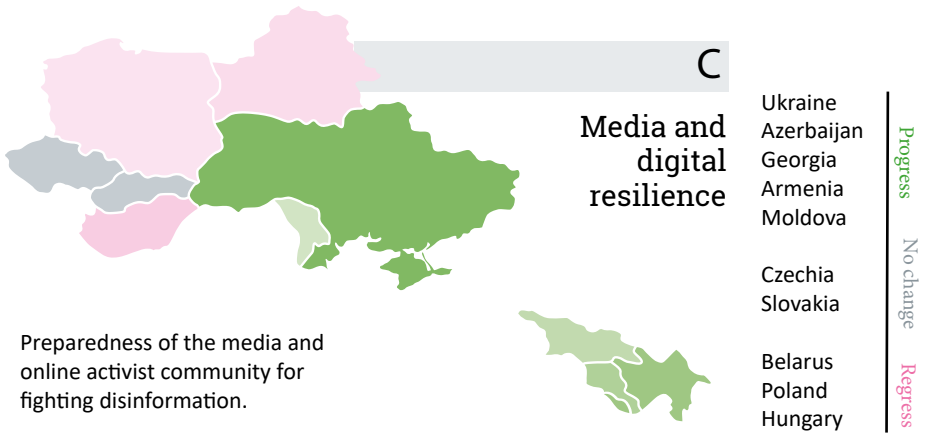 C
Media and
digital
resilience
Preparedness of the media and
online activist community for
fighting disinformation.
Ukraine
Azerbaijan
Georgia
Armenia
Moldova
Czechia
Slovakia
Belarus
Poland
Hungary
Progress
No change
Regress